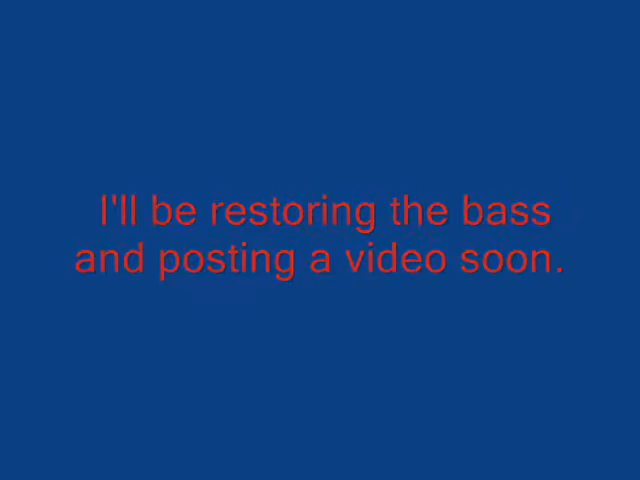 I'll be restoring the bass
and posting a video soon.